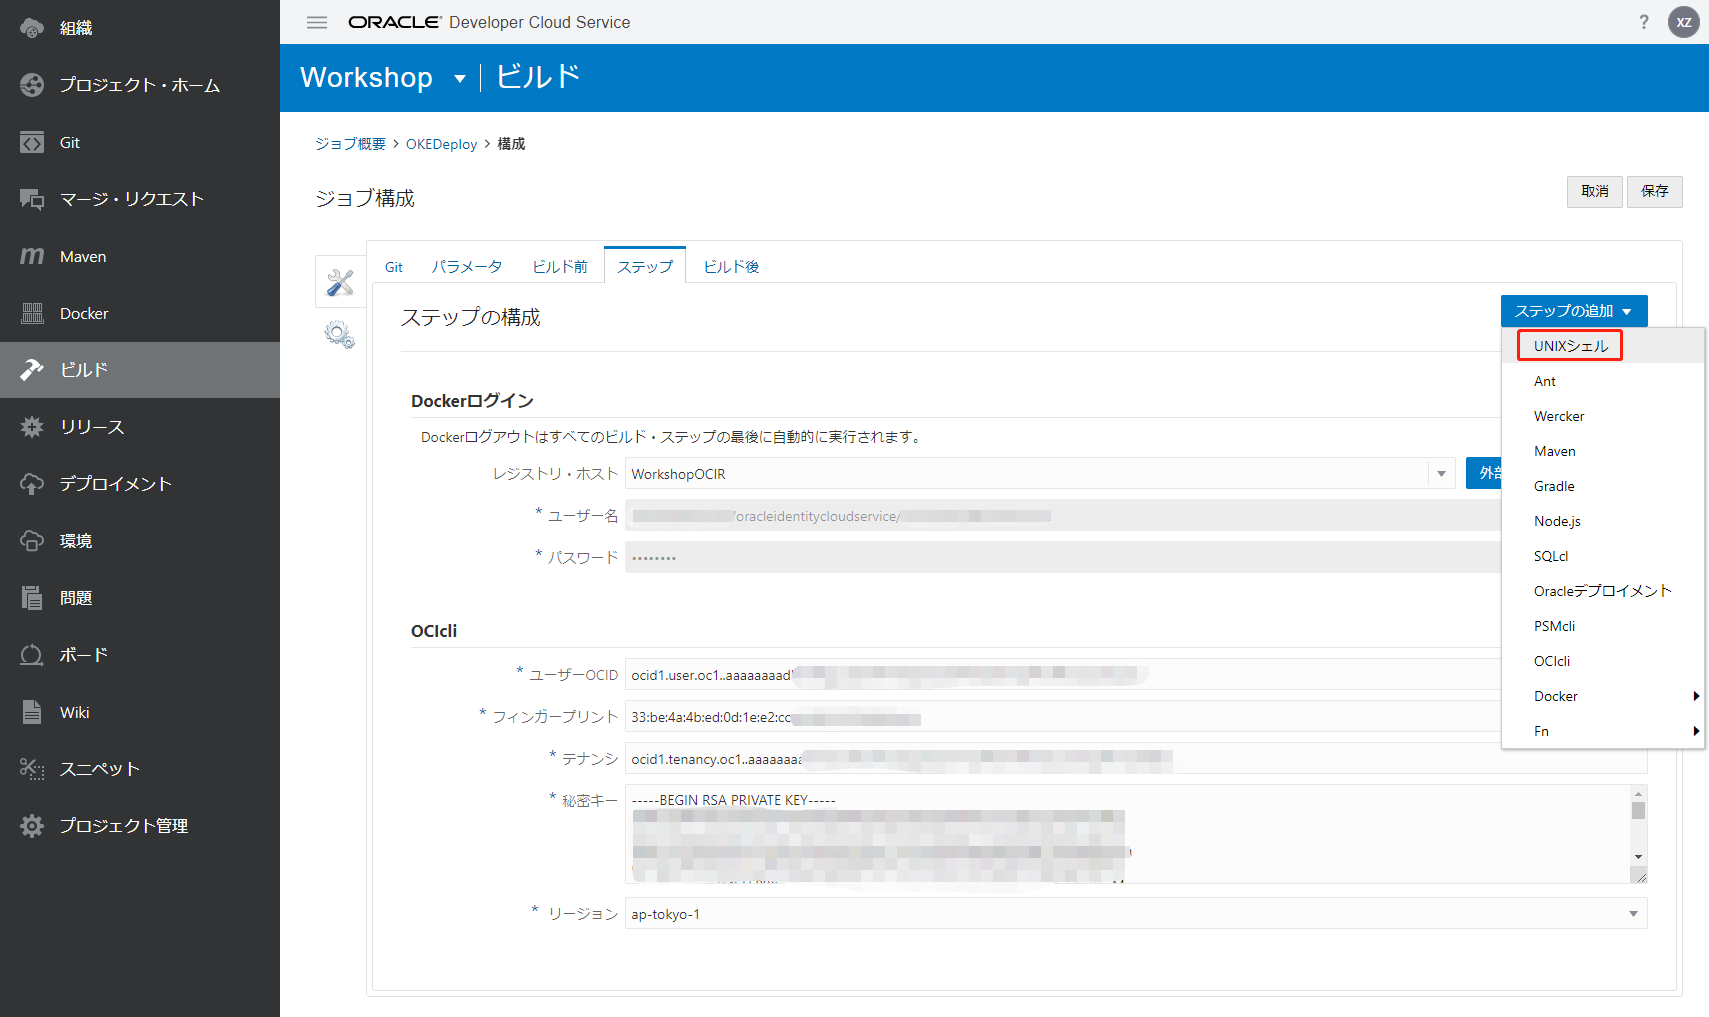 ORACLE® Developer Cloud Service
?
XZ
組織
プロジェクト・ホーム
Git
マージ・リクエスト
Maven
Docker
ビルド
リリース
デプロイメント
環境
問題
ボード
Wiki
スニペット
プロジェクト管理
Workshop
ビルド
ジョブ概要 > OKEDeploy > 構成
ジョブ構成
取消
保存
Git
パラメータ
ビルド前
ステップ
ビルド後
ステップの構成
ステップの追加
UNIXシェル
Ant
Wercker
Maven
Gradle
Node.js
SQLcl
Oracleデプロイメント
PSMcli
OCIcli
Docker
Fn
Dockerログイン
Dockerログアウトはすべてのビルド・ステップの最後に自動的に実行されます。
レジストリ・ホスト WorkshopOCIR
外部
* ユーザー名 /oracleidentitycloudservice/
* パスワード ••••••••
OCIcli
* ユーザーOCID ocid1.user.oc1..aaaaaaaad
* フィンガープリント 33:be:4a:4b:ed:0d:1e:e2:cc
* テナンシ ocid1.tenancy.oc1..aaaaaaaa
* 秘密キー -----BEGIN RSA PRIVATE KEY-----
* リージョン ap-tokyo-1